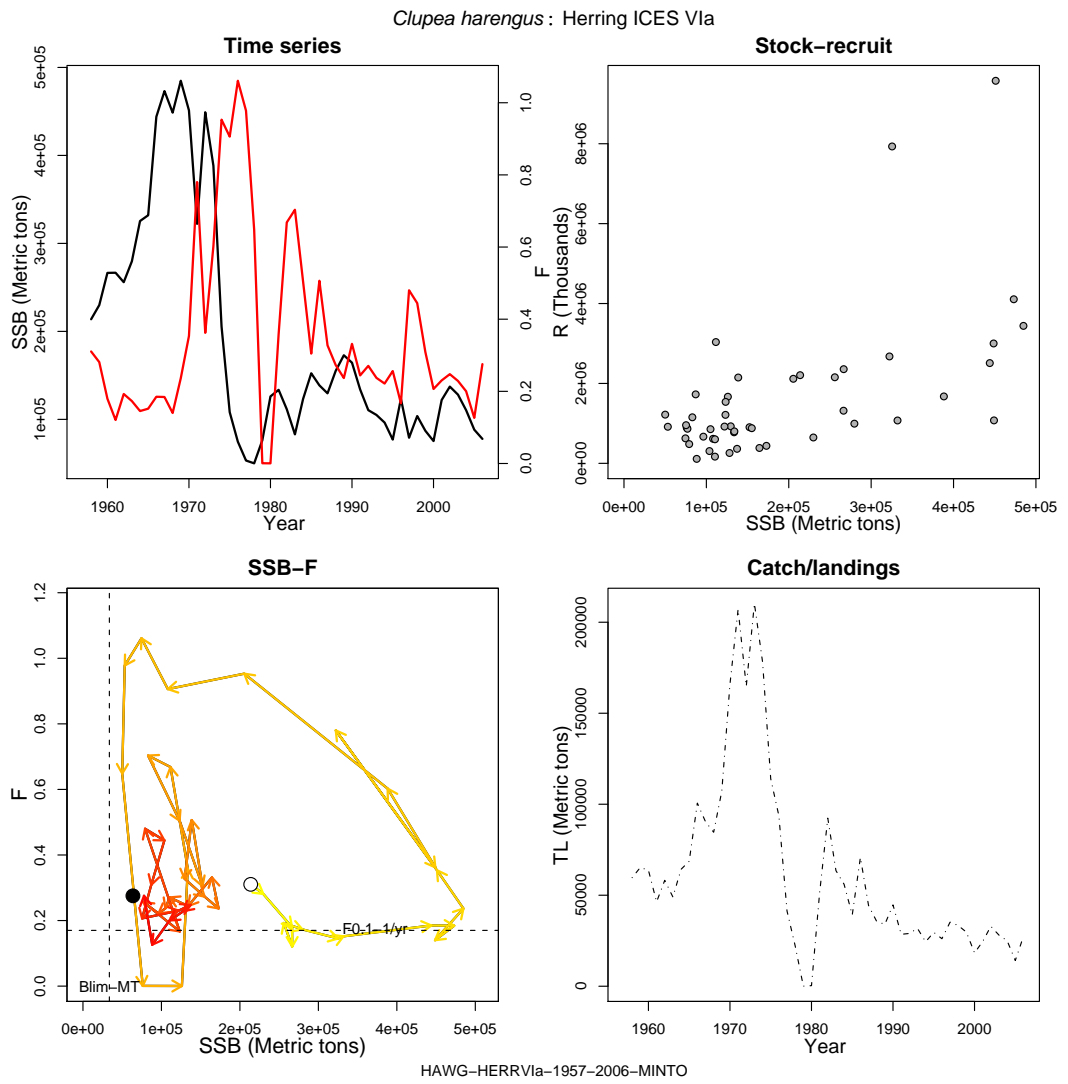 Clupea harengus : Herring ICES VIa
Time series
SSB (Metric tons)
1e+05 2e+05 3e+05 4e+05 5e+05
F
0.0 0.2 0.4 0.6 0.8 1.0
1960 1970 1980 1990 2000
Year
Stock−recruit
R (Thousands)
0e+00 2e+06 4e+06 6e+06 8e+06
0e+00 1e+05 2e+05 3e+05 4e+05 5e+05
SSB (Metric tons)
SSB−F
F
0.0 0.2 0.4 0.6 0.8 1.0 1.2
F0-1−1/yr
Blim−MT
0e+00 1e+05 2e+05 3e+05 4e+05 5e+05
SSB (Metric tons)
Catch/landings
TL (Metric tons)
0 50000 100000 150000 200000
1960 1970 1980 1990 2000
Year
HAWG−HERRVIa−1957−2006−MINTO